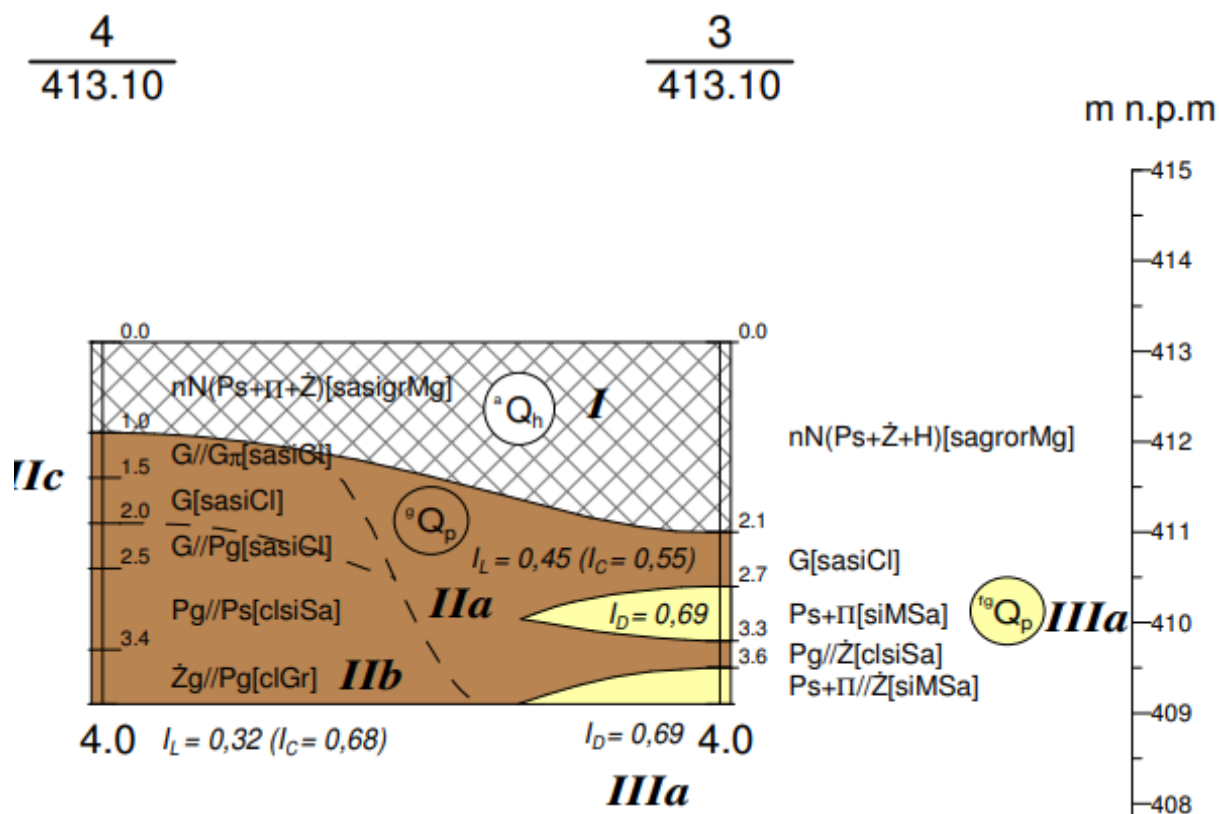 4
413.10
3
413.10
m n.p.m
415
414
413
412
411
410
409
408
0.0
1.0
1.5
2.0
2.5
3.4
4.0
IIc
nN(Ps+Π+Ż)[sasigrMg]
G//Gπ[sasiCl]
G[sasiCl]
G//Pg[sasiCl]
Pg//Ps[clsiSa]
Żg//Pg[clGr]
aQh
I
gQp
IL = 0,45 (IC = 0,55)
IIa
IIb
ID = 0,69
IL = 0,32 (IC = 0,68)
ID = 0,69
IIIa
0.0
2.1
2.7
3.3
3.6
4.0
nN(Ps+Ż+H)[sagrorMg]
G[sasiCl]
Ps+Π[siMSa]
Pg//Ż[clsiSa]
Ps+Π//Ż[siMSa]
fgQp
IIIa